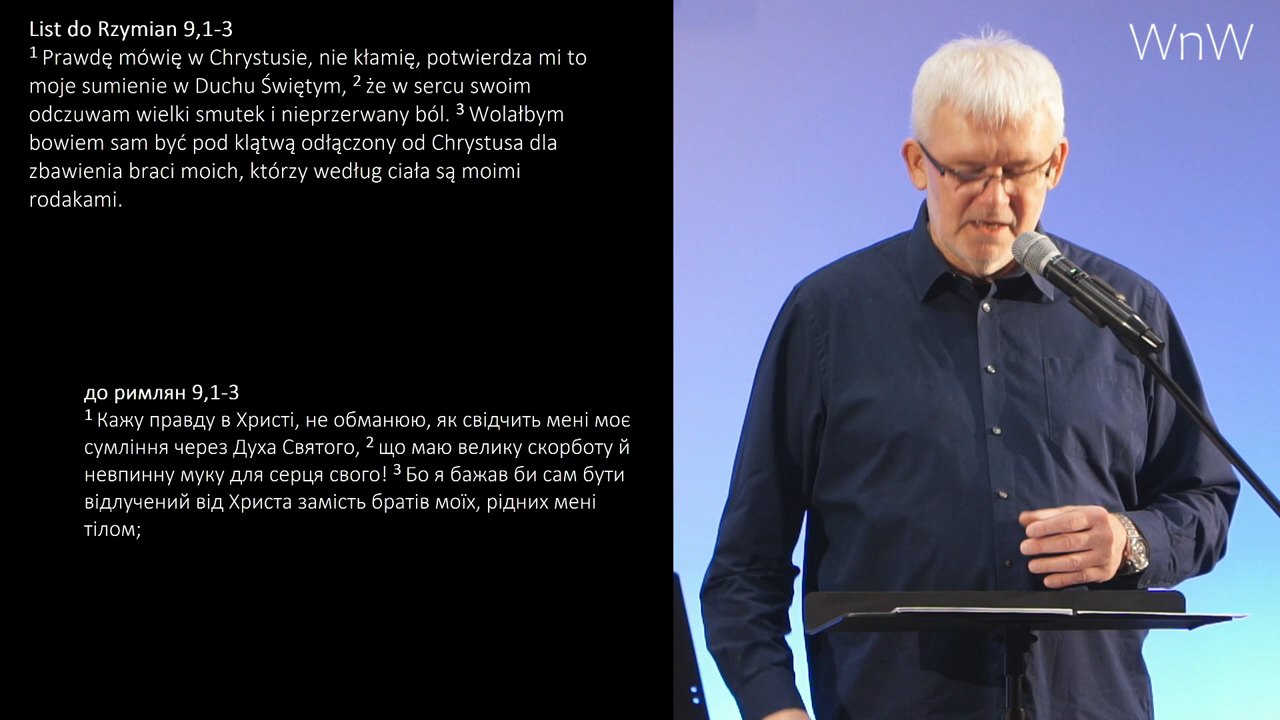 List do Rzymian 9,1-3
1 Prawdę mówię w Chrystusie, nie kłamię, potwierdza mi to
moje sumienie w Duchu Świętym, 2 że w sercu swoim
odczuwam wielki smutek i nieprzerwany ból. 3 Wolałbym
bowiem sam być pod klątwą odłączony od Chrystusa dla
zbawienia braci moich, którzy według ciała są moimi
rodakami.
до римлян 9,1-3
1 Кажу правду в Христі, не обманюю, як свідчить мені моє
сумління через Духа Святого, 2 що маю велику скорботу й
невпинну муку для серця свого! 3 Бо я бажав би сам бути
відлучений від Христа замість братів моїх, рідних мені
тілом;
WnW